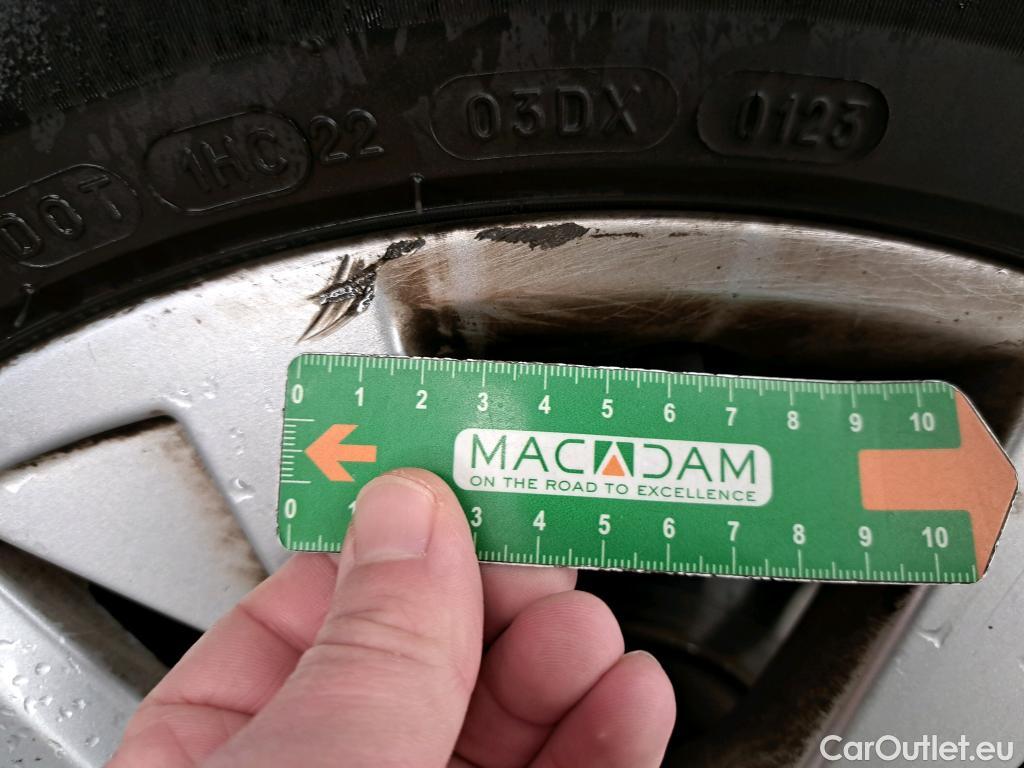 DOT 1HC 22 03DX 0123
0 1 2 3 4 5 6 7 8 9 10
MACADAM
ON THE ROAD TO EXCELLENCE
0 1 3 4 5 6 7 8 9 10
CarOutlet.eu